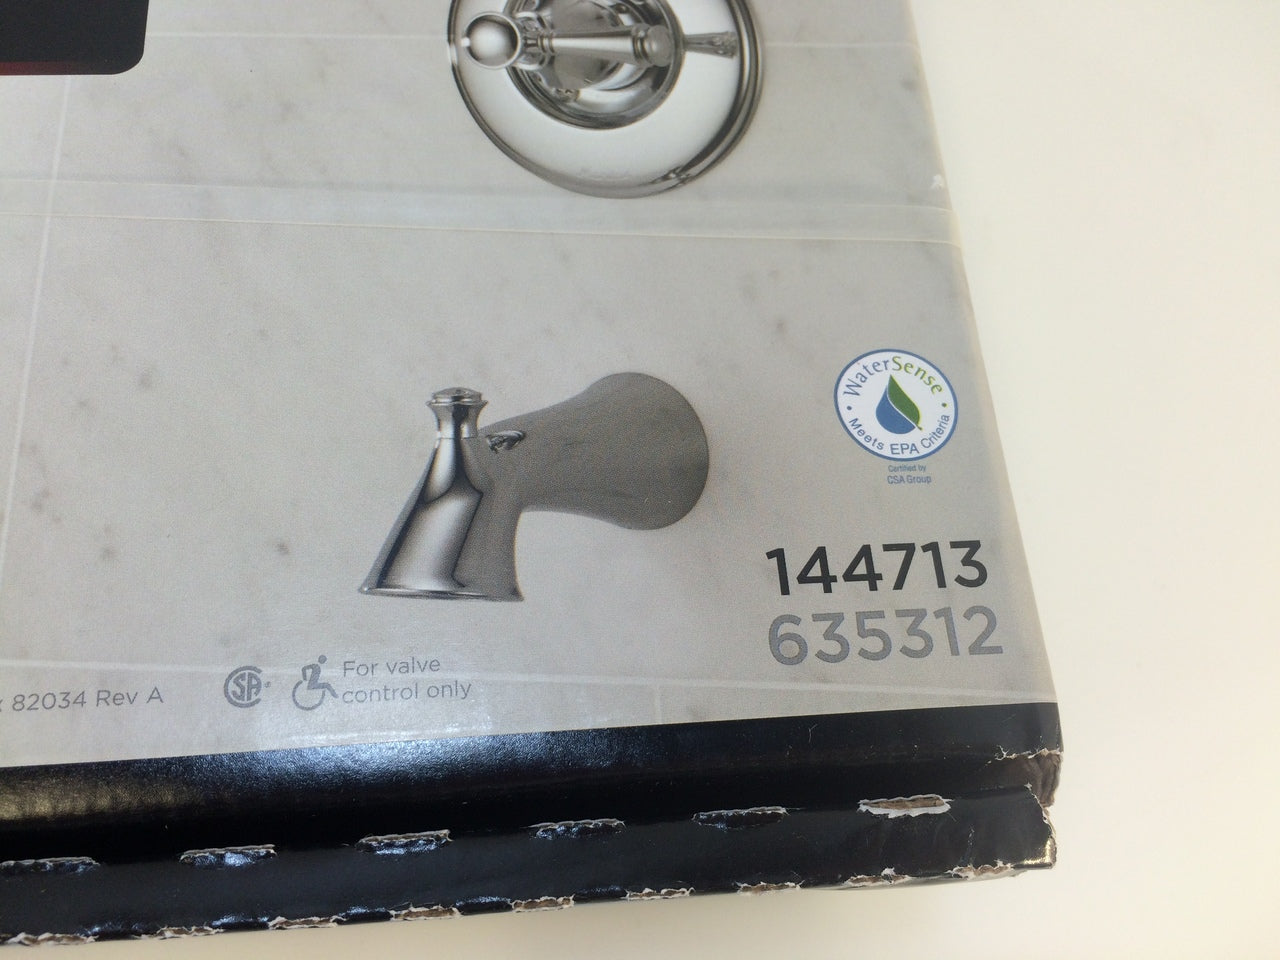 WaterSense
Meets EPA Criteria
Certified by
CSA Group
144713
635312
For valve
control only
82034 Rev A